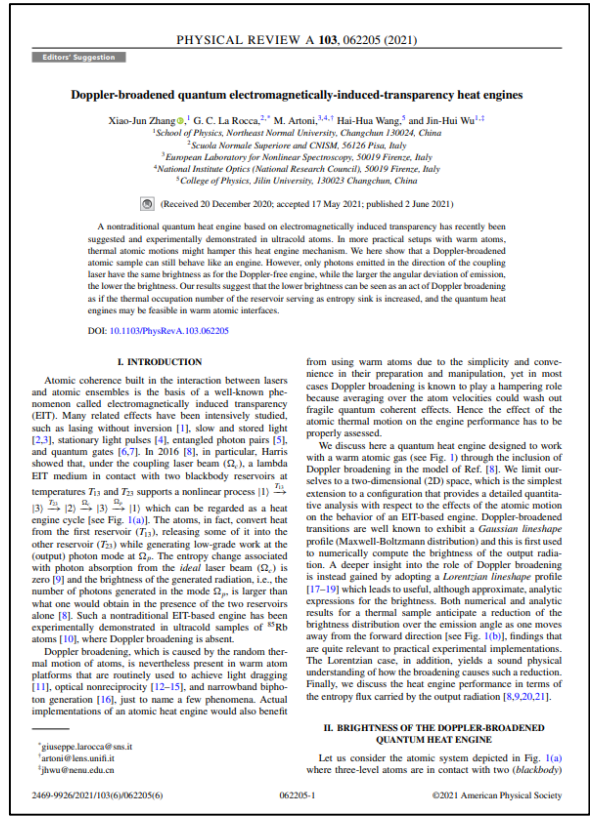 PHYSICAL REVIEW A 103, 062205 (2021)
Editors' Suggestion
Doppler-broadened quantum electromagnetically-induced-transparency heat engines
Xiao-Jun Zhang,¹ G. C. La Rocca,²,* M. Artoni,³,⁴,† Hai-Hua Wang,⁵ and Jin-Hui Wu¹,‡
¹School of Physics, Northeast Normal University, Changchun 130024, China
²Scuola Normale Superiore and CNISM, 56126 Pisa, Italy
³European Laboratory for Nonlinear Spectroscopy, 50019 Firenze, Italy
⁴National Institute Optics (National Research Council), 50019 Firenze, Italy
⁵College of Physics, Jilin University, 130023 Changchun, China
(Received 20 December 2020; accepted 17 May 2021; published 2 June 2021)
A nontraditional quantum heat engine based on electromagnetically induced transparency has recently been
suggested and experimentally demonstrated in ultracold atoms. In more practical setups with warm atoms,
thermal atomic motions might hamper this heat engine mechanism. We here show that a Doppler-broadened
atomic sample can still behave like an engine. However, only photons emitted in the direction of the coupling
laser have the same brightness as for the Doppler-free engine, while the larger the angular deviation of emission,
the lower the brightness. Our results suggest that the lower brightness can be seen as an act of Doppler broadening
as if the thermal occupation number of the reservoir serving as entropy sink is increased, and the quantum heat
engines may be feasible in warm atomic interfaces.
DOI: 10.1103/PhysRevA.103.062205
I. INTRODUCTION
Atomic coherence built in the interaction between lasers
and atomic ensembles is the basis of a well-known phe-
nomenon called electromagnetically induced transparency
(EIT). Many related effects have been intensively studied,
such as lasing without inversion [1], slow and stored light
[2,3], stationary light pulses [4], entangled photon pairs [5],
and quantum gates [6,7]. In 2016 [8], in particular, Harris
showed that, under the coupling laser beam (Ωc), a lambda
EIT medium in contact with two blackbody reservoirs at
temperatures T13 and T23 supports a nonlinear process |1⟩ T13→
|3⟩ T23→ |2⟩ Ωc→ |3⟩ Ωp→ |1⟩ which can be regarded as a heat
engine cycle [see Fig. 1(a)]. The atoms, in fact, convert heat
from the first reservoir (T13), releasing some of it into the
other reservoir (T23) while generating low-grade work at the
(output) photon mode at Ωp. The entropy change associated
with photon absorption from the ideal laser beam (Ωc) is
zero [9] and the brightness of the generated radiation, i.e., the
number of photons generated in the mode Ωp, is larger than
what one would obtain in the presence of the two reservoirs
alone [8]. Such a nontraditional EIT-based engine has been
experimentally demonstrated in ultracold samples of ⁸⁵Rb
atoms [10], where Doppler broadening is absent.
Doppler broadening, which is caused by the random ther-
mal motion of atoms, is nevertheless present in warm atom
platforms that are routinely used to achieve light dragging
[11], optical nonreciprocity [12–15], and narrowband bipho-
ton generation [16], just to name a few phenomena. Actual
implementations of an atomic heat engine would also benefit
*giuseppe.larocca@sns.it
†artoni@lens.unifi.it
‡jhwu@nenu.edu.cn
from using warm atoms due to the simplicity and conve-
nience in their preparation and manipulation, yet in most
cases Doppler broadening is known to play a hampering role
because averaging over the atom velocities could wash out
fragile quantum coherent effects. Hence the effect of the
atomic thermal motion on the engine performance has to be
properly assessed.
We discuss here a quantum heat engine designed to work
with a warm atomic gas (see Fig. 1) through the inclusion of
Doppler broadening in the model of Ref. [8]. We limit our-
selves to a two-dimensional (2D) space, which is the simplest
extension to a configuration that provides a detailed quantita-
tive analysis with respect to the effects of the atomic motion
on the behavior of an EIT-based engine. Doppler-broadened
transitions are well known to exhibit a Gaussian lineshape
profile (Maxwell-Boltzmann distribution) and this is first used
to numerically compute the brightness of the output radia-
tion. A deeper insight into the role of Doppler broadening
is instead gained by adopting a Lorentzian lineshape profile
[17–19] which leads to useful, although approximate, analytic
expressions for the brightness. Both numerical and analytic
results for a thermal sample anticipate a reduction of the
brightness distribution over the emission angle as one moves
away from the forward direction [see Fig. 1(b)], findings that
are quite relevant to practical experimental implementations.
The Lorentzian case, in addition, yields a sound physical
understanding of how the broadening causes such a reduction.
Finally, we discuss the heat engine performance in terms of
the entropy flux carried by the output radiation [8,9,20,21].
II. BRIGHTNESS OF THE DOPPLER-BROADENED
QUANTUM HEAT ENGINE
Let us consider the atomic system depicted in Fig. 1(a)
where three-level atoms are in contact with two (blackbody)
2469-9926/2021/103(6)/062205(6)
062205-1
©2021 American Physical Society